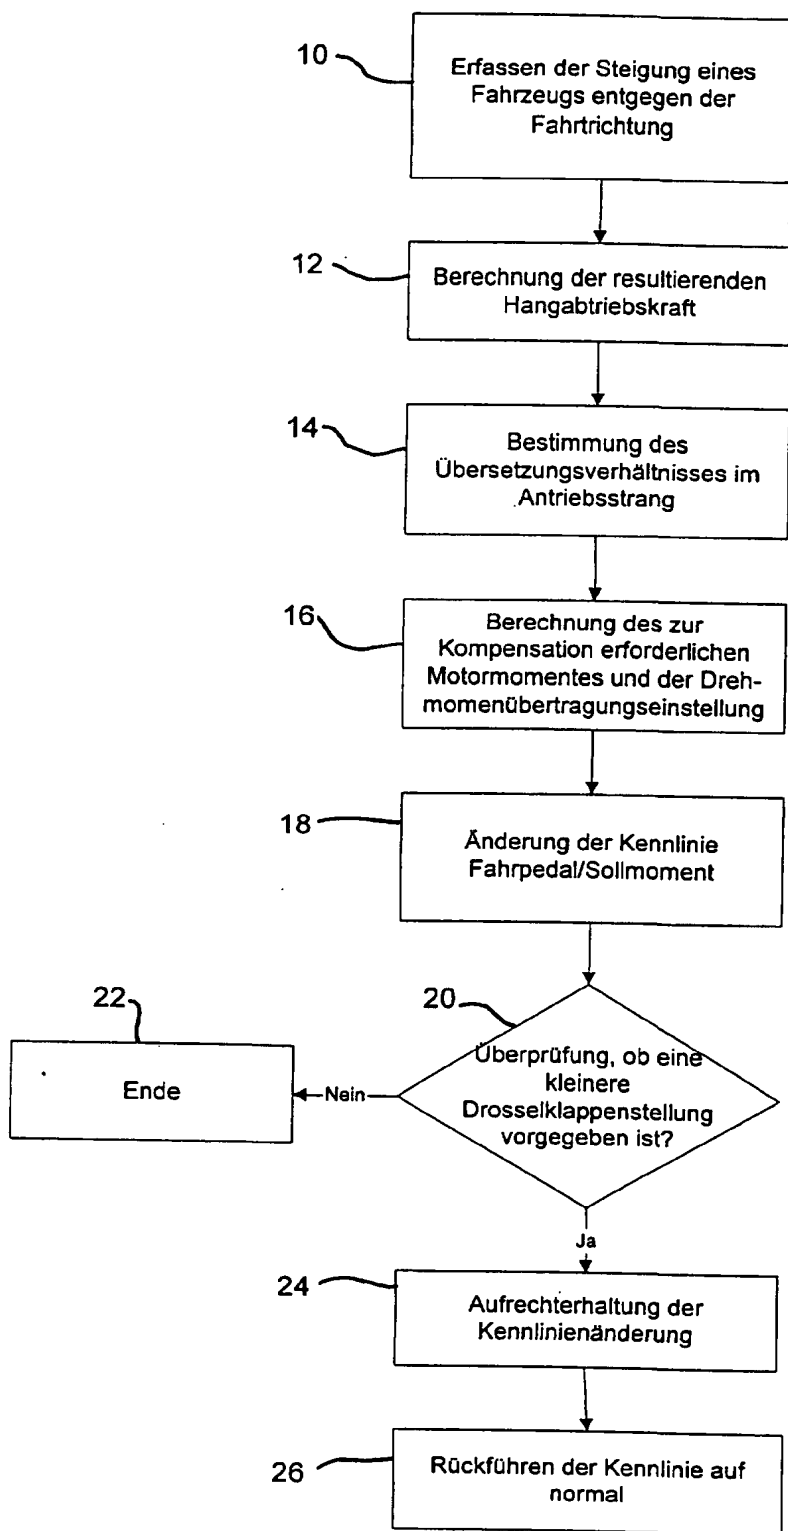 10
Erfassen der Steigung eines
Fahrzeugs entgegen der
Fahrtrichtung
12
Berechnung der resultierenden
Hangabtriebskraft
14
Bestimmung des
Übersetzungsverhältnisses im
Antriebsstrang
16
Berechnung des zur
Kompensation erforderlichen
Motormomentes und der Dreh-
momenübertragungseinstellung
18
Änderung der Kennlinie
Fahrpedal/Sollmoment
20
Überprüfung, ob eine
kleinere
Drosselklappenstellung
vorgegeben ist?
22
Ende
Nein
Ja
24
Aufrechterhaltung der
Kennlinienänderung
26
Rückführen der Kennlinie auf
normal